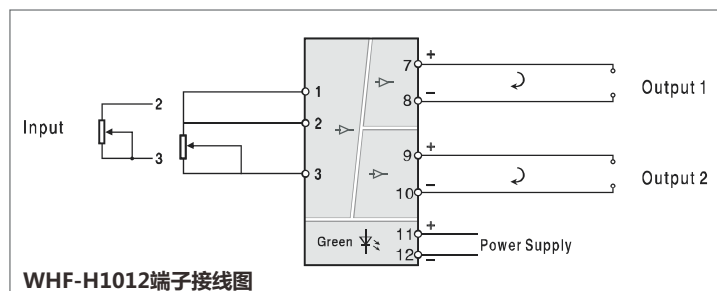 +
7
1
8
−
Output 1
2
Input
2
3
3
+
9
10
−
Output 2
Green
11
+
Power Supply
12
−
WHF-H1012端子接线图